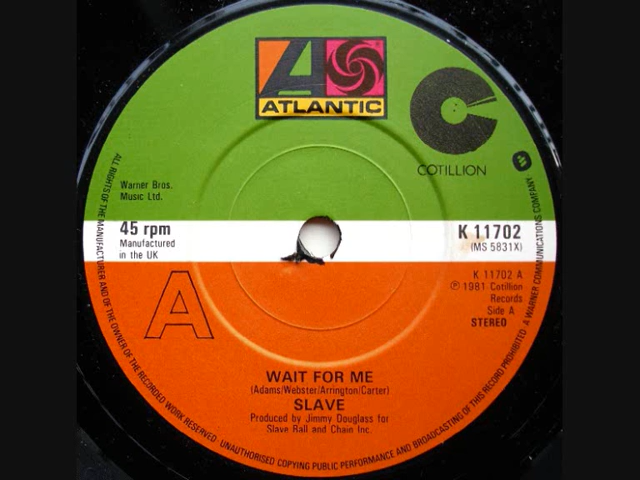 ATLANTIC
COTILLION
Warner Bros.
Music Ltd.
45 rpm
Manufactured
in the UK
K 11702
(MS 5831X)
K 11702 A
℗ 1981 Cotillion
Records
Side A
STEREO
A
WAIT FOR ME
(Adams/Webster/Arrington/Carter)
SLAVE
Produced by Jimmy Douglass for
Slave Ball and Chain Inc.
ALL RIGHTS OF THE MANUFACTURER AND OF THE OWNER OF THE RECORDED WORK RESERVED. UNAUTHORISED COPYING PUBLIC PERFORMANCE AND BROADCASTING OF THIS RECORD PROHIBITED. A WARNER COMMUNICATIONS COMPANY